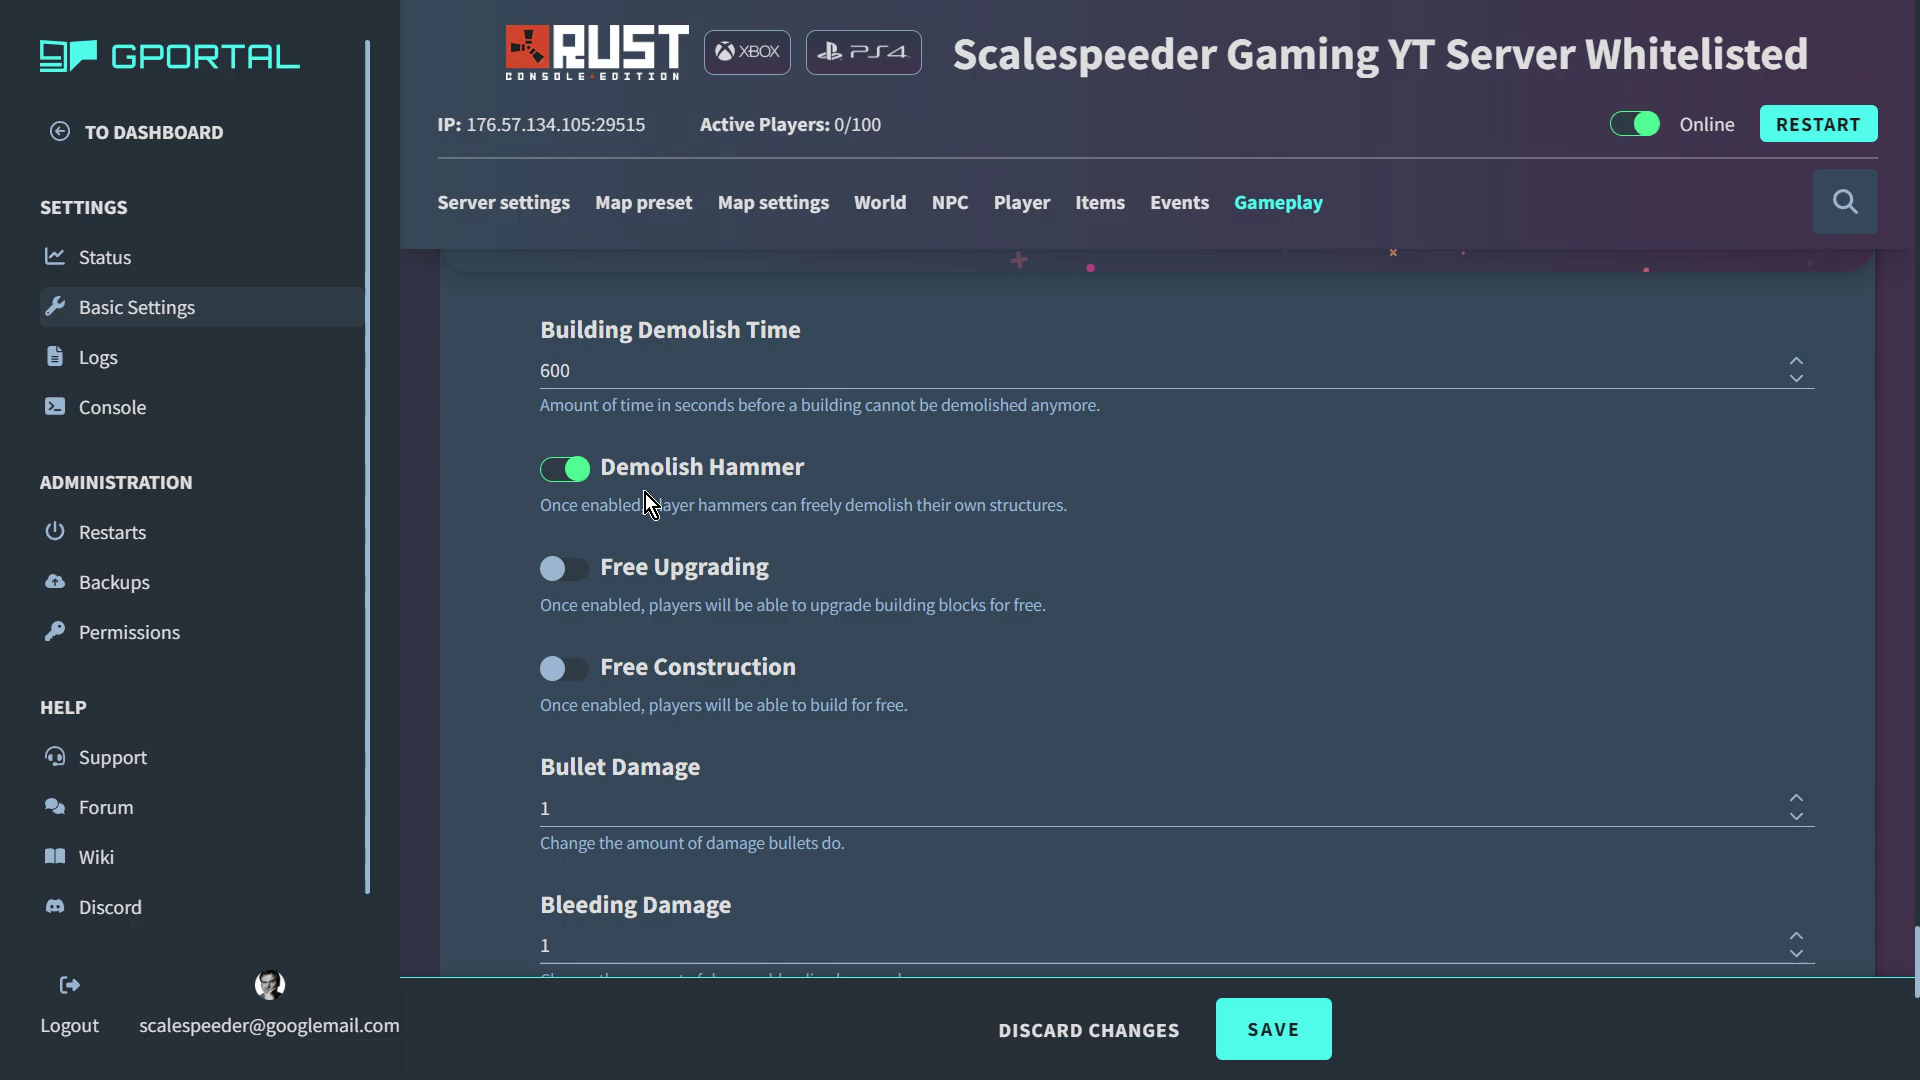 GPORTAL
TO DASHBOARD
SETTINGS
Status
Basic Settings
Logs
Console
ADMINISTRATION
Restarts
Backups
Permissions
HELP
Support
Forum
Wiki
Discord
Logout
scalespeeder@googlemail.com
RUST
CONSOLE EDITION
XBOX
PS4
Scalespeeder Gaming YT Server Whitelisted
IP: 176.57.134.105:29515
Active Players: 0/100
Online
RESTART
Server settings Map preset Map settings World NPC Player Items Events Gameplay
Building Demolish Time
600
Amount of time in seconds before a building cannot be demolished anymore.
Demolish Hammer
Once enabled, player hammers can freely demolish their own structures.
Free Upgrading
Once enabled, players will be able to upgrade building blocks for free.
Free Construction
Once enabled, players will be able to build for free.
Bullet Damage
1
Change the amount of damage bullets do.
Bleeding Damage
1
DISCARD CHANGES
SAVE